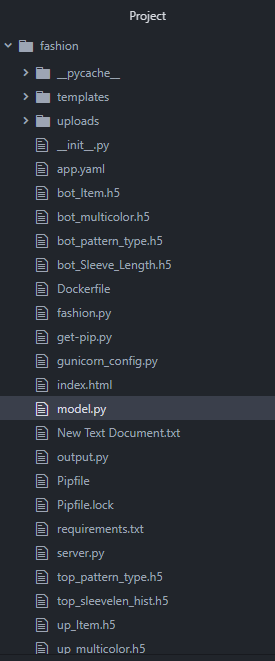 Project
fashion
__pycache__
templates
uploads
__init__.py
app.yaml
bot_Item.h5
bot_multicolor.h5
bot_pattern_type.h5
bot_Sleeve_Length.h5
Dockerfile
fashion.py
get-pip.py
gunicorn_config.py
index.html
model.py
New Text Document.txt
output.py
Pipfile
Pipfile.lock
requirements.txt
server.py
top_pattern_type.h5
top_sleevelen_hist.h5
up_Item.h5
up_multicolor.h5